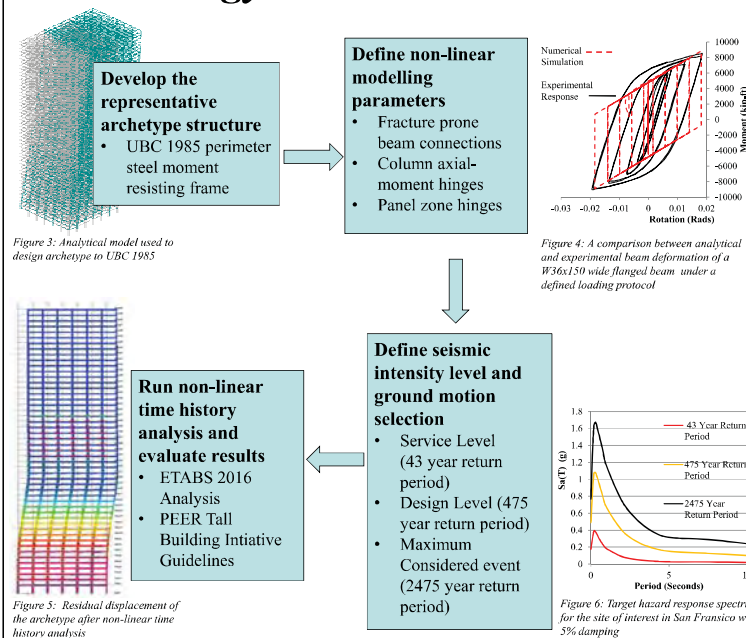 Develop the
representative
archetype structure
• UBC 1985 perimeter
steel moment
resisting frame
Figure 3: Analytical model used to
design archetype to UBC 1985
Define non-linear
modelling
parameters
• Fracture prone
beam connections
• Column axial-
moment hinges
• Panel zone hinges
Numerical
Simulation
Experimental
Response
10000
8000
6000
4000
2000
0
-2000
-4000
-6000
-8000
-10000
Moment (kip-ft)
-0.03 -0.02 -0.01 0 0.01 0.02
Rotation (Rads)
Figure 4: A comparison between analytical
and experimental beam deformation of a
W36x150 wide flanged beam under a
defined loading protocol
Define seismic
intensity level and
ground motion
selection
• Service Level
(43 year return
period)
• Design Level (475
year return period)
• Maximum
Considered event
(2475 year return
period)
Run non-linear
time history
analysis and
evaluate results
• ETABS 2016
Analysis
• PEER Tall
Building Intiative
Guidelines
Figure 5: Residual displacement of
the archetype after non-linear time
history analysis
1.8
1.6
1.4
1.2
1
0.8
0.6
0.4
0.2
0
Sa(T) (g)
43 Year Return
Period
475 Year Return
Period
2475 Year
Return Period
0 5
Period (Seconds)
Figure 6: Target hazard response spectr
for the site of interest in San Fransico w
5% damping